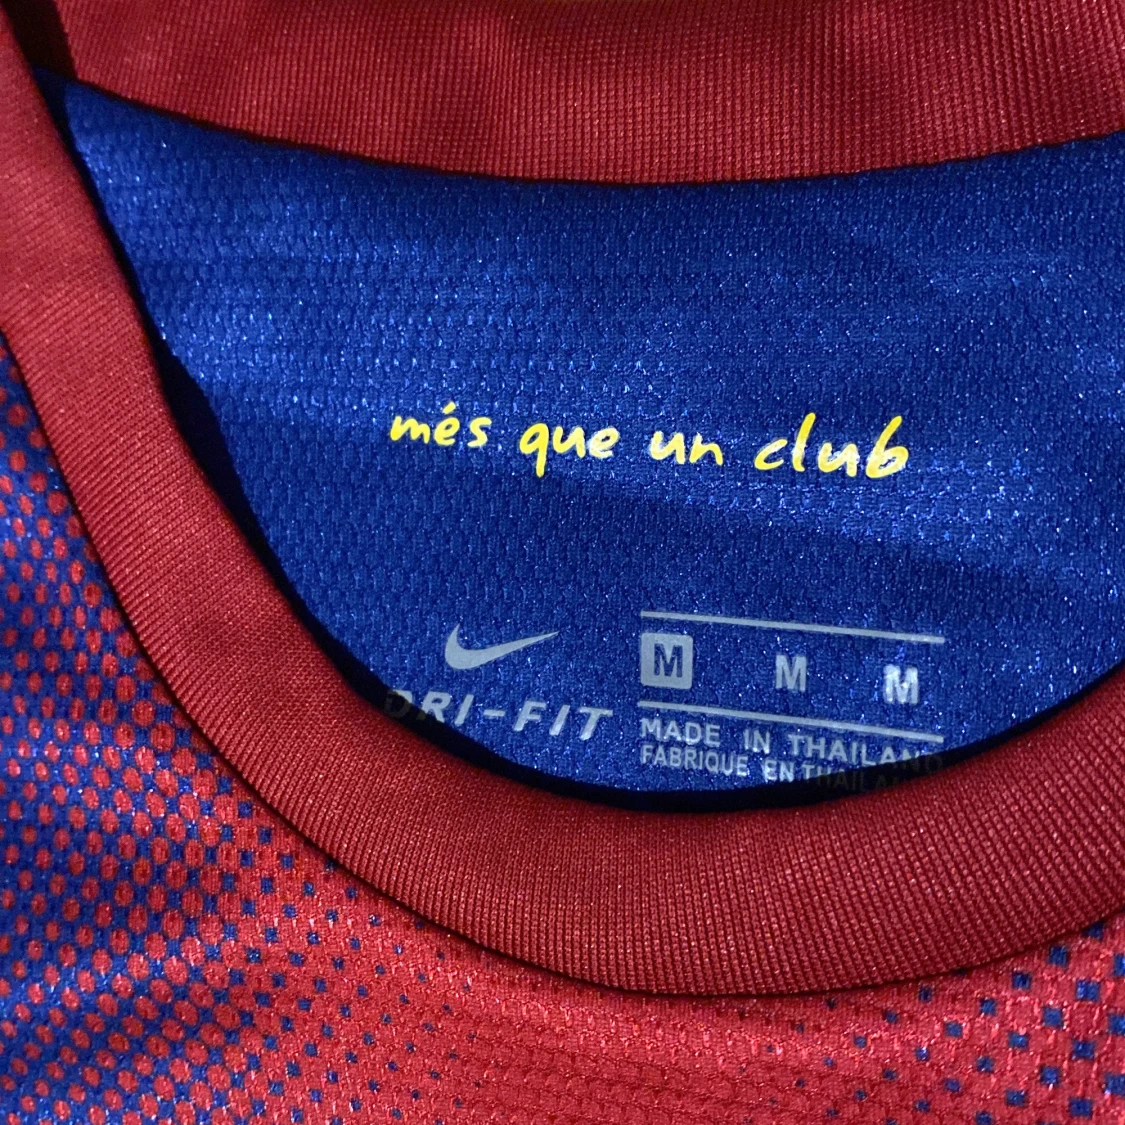 més que un club
M M M
DRI-FIT
MADE IN THAILAND
FABRIQUE EN THAILAND